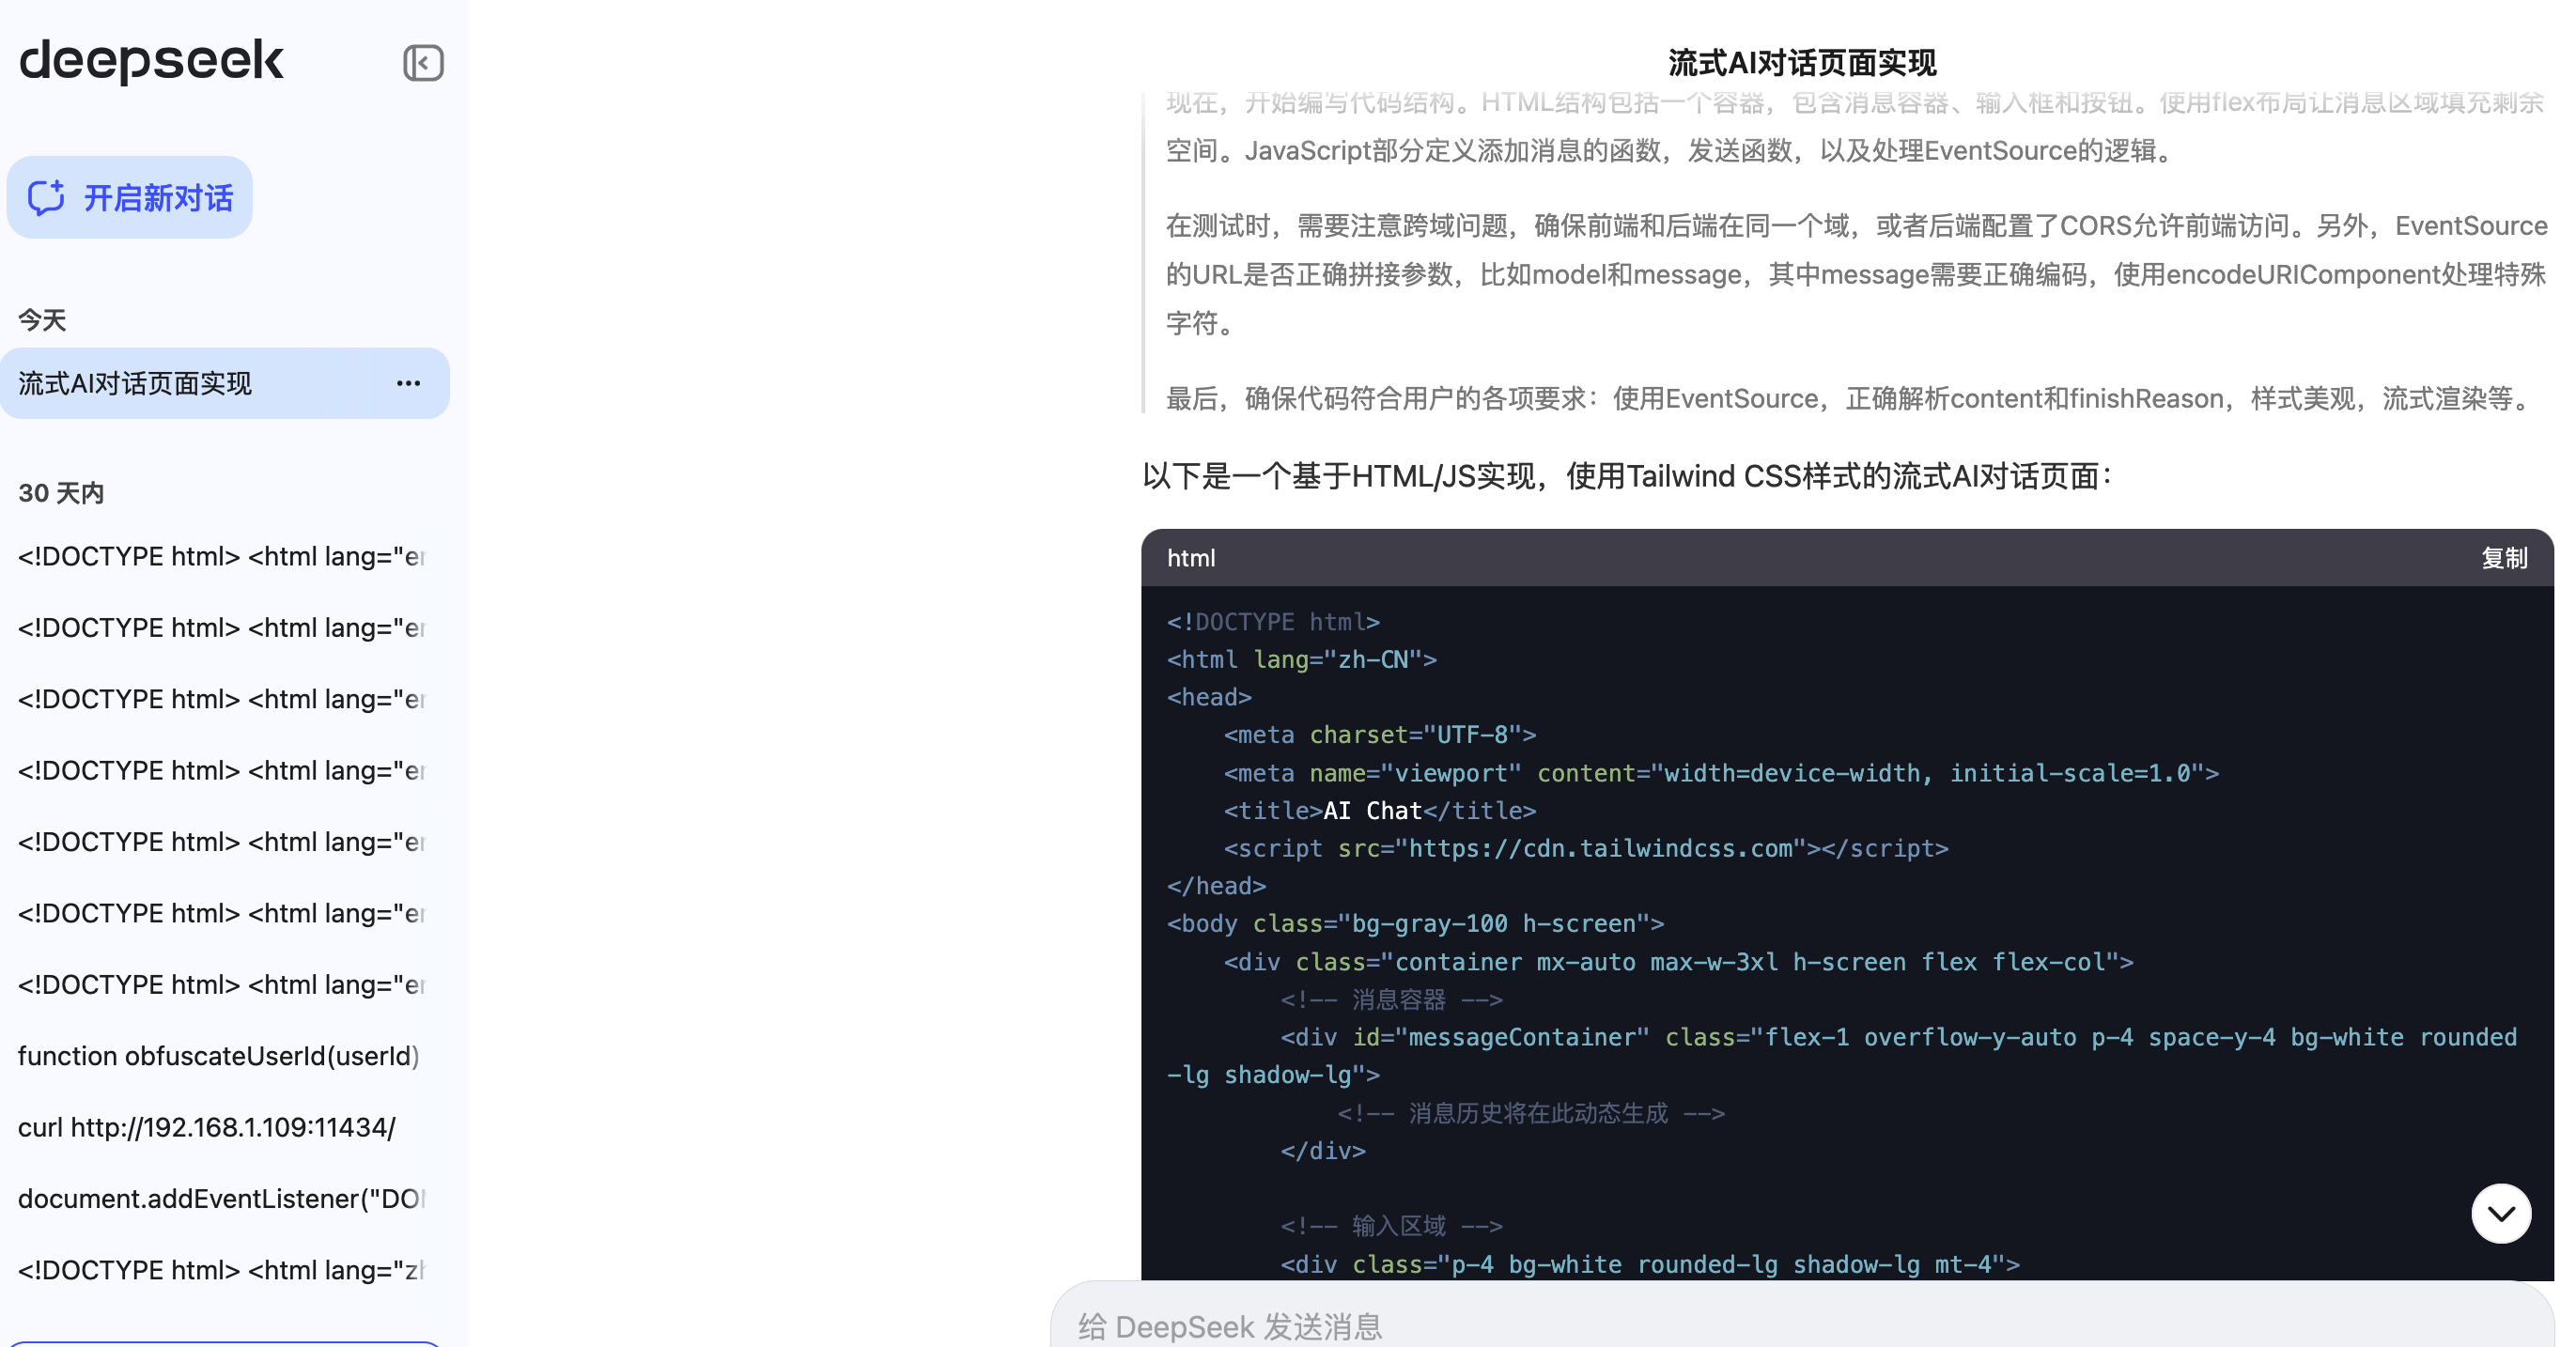 deepseek
开启新对话
今天
流式AI对话页面实现
30 天内
<!DOCTYPE html> <html lang="en
<!DOCTYPE html> <html lang="en
<!DOCTYPE html> <html lang="en
<!DOCTYPE html> <html lang="en
<!DOCTYPE html> <html lang="en
<!DOCTYPE html> <html lang="en
<!DOCTYPE html> <html lang="en
function obfuscateUserId(userId)
curl http://192.168.1.109:11434/
document.addEventListener("DOM
<!DOCTYPE html> <html lang="zh
流式AI对话页面实现
现在，开始编写代码结构。HTML结构包括一个容器，包含消息容器、输入框和按钮。使用flex布局让消息区域填充剩余
空间。JavaScript部分定义添加消息的函数，发送函数，以及处理EventSource的逻辑。
在测试时，需要注意跨域问题，确保前端和后端在同一个域，或者后端配置了CORS允许前端访问。另外，EventSource
的URL是否正确拼接参数，比如model和message，其中message需要正确编码，使用encodeURIComponent处理特殊
字符。
最后，确保代码符合用户的各项要求：使用EventSource，正确解析content和finishReason，样式美观，流式渲染等。
以下是一个基于HTML/JS实现，使用Tailwind CSS样式的流式AI对话页面：
html
复制
<!DOCTYPE html>
<html lang="zh-CN">
<head>
    <meta charset="UTF-8">
    <meta name="viewport" content="width=device-width, initial-scale=1.0">
    <title>AI Chat</title>
    <script src="https://cdn.tailwindcss.com"></script>
</head>
<body class="bg-gray-100 h-screen">
    <div class="container mx-auto max-w-3xl h-screen flex flex-col">
        <!-- 消息容器 -->
        <div id="messageContainer" class="flex-1 overflow-y-auto p-4 space-y-4 bg-white rounded
-lg shadow-lg">
            <!-- 消息历史将在此动态生成 -->
        </div>
        <!-- 输入区域 -->
        <div class="p-4 bg-white rounded-lg shadow-lg mt-4">
给 DeepSeek 发送消息